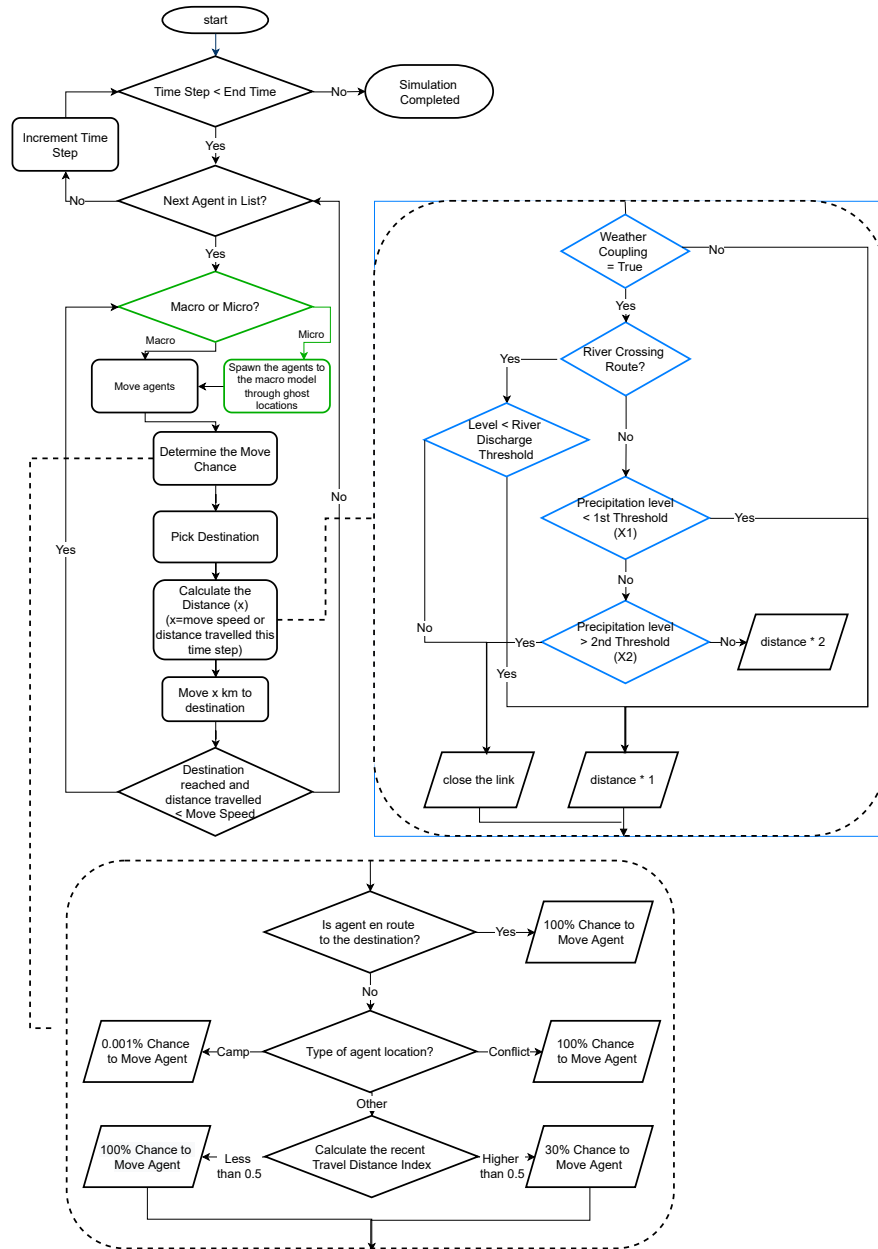 start
Time Step < End Time
No
Simulation
Completed
Increment Time
Step
Yes
No
Next Agent in List?
Yes
Macro or Micro?
Macro
Micro
Move agents
Spawn the agents to
the macro model
through ghost
locations
Determine the Move
Chance
No
Yes
Pick Destination
Calculate the
Distance (x)
(x=move speed or
distance travelled this
time step)
Move x km to
destination
Destination
reached and
distance travelled
< Move Speed
Weather
Coupling
= True
No
Yes
River Crossing
Route?
Yes
Level < River
Discharge
Threshold
No
Precipitation level
< 1st Threshold
(X1)
Yes
No
No
Yes
Precipitation level
> 2nd Threshold
(X2)
No
distance * 2
Yes
close the link
distance * 1
Is agent en route
to the destination?
Yes
100% Chance to
Move Agent
No
0.001% Chance
to Move Agent
Camp
Type of agent location?
Conflict
100% Chance
to Move Agent
Other
100% Chance to
Move Agent
Less
than 0.5
Calculate the recent
Travel Distance Index
Higher
than 0.5
30% Chance to
Move Agent